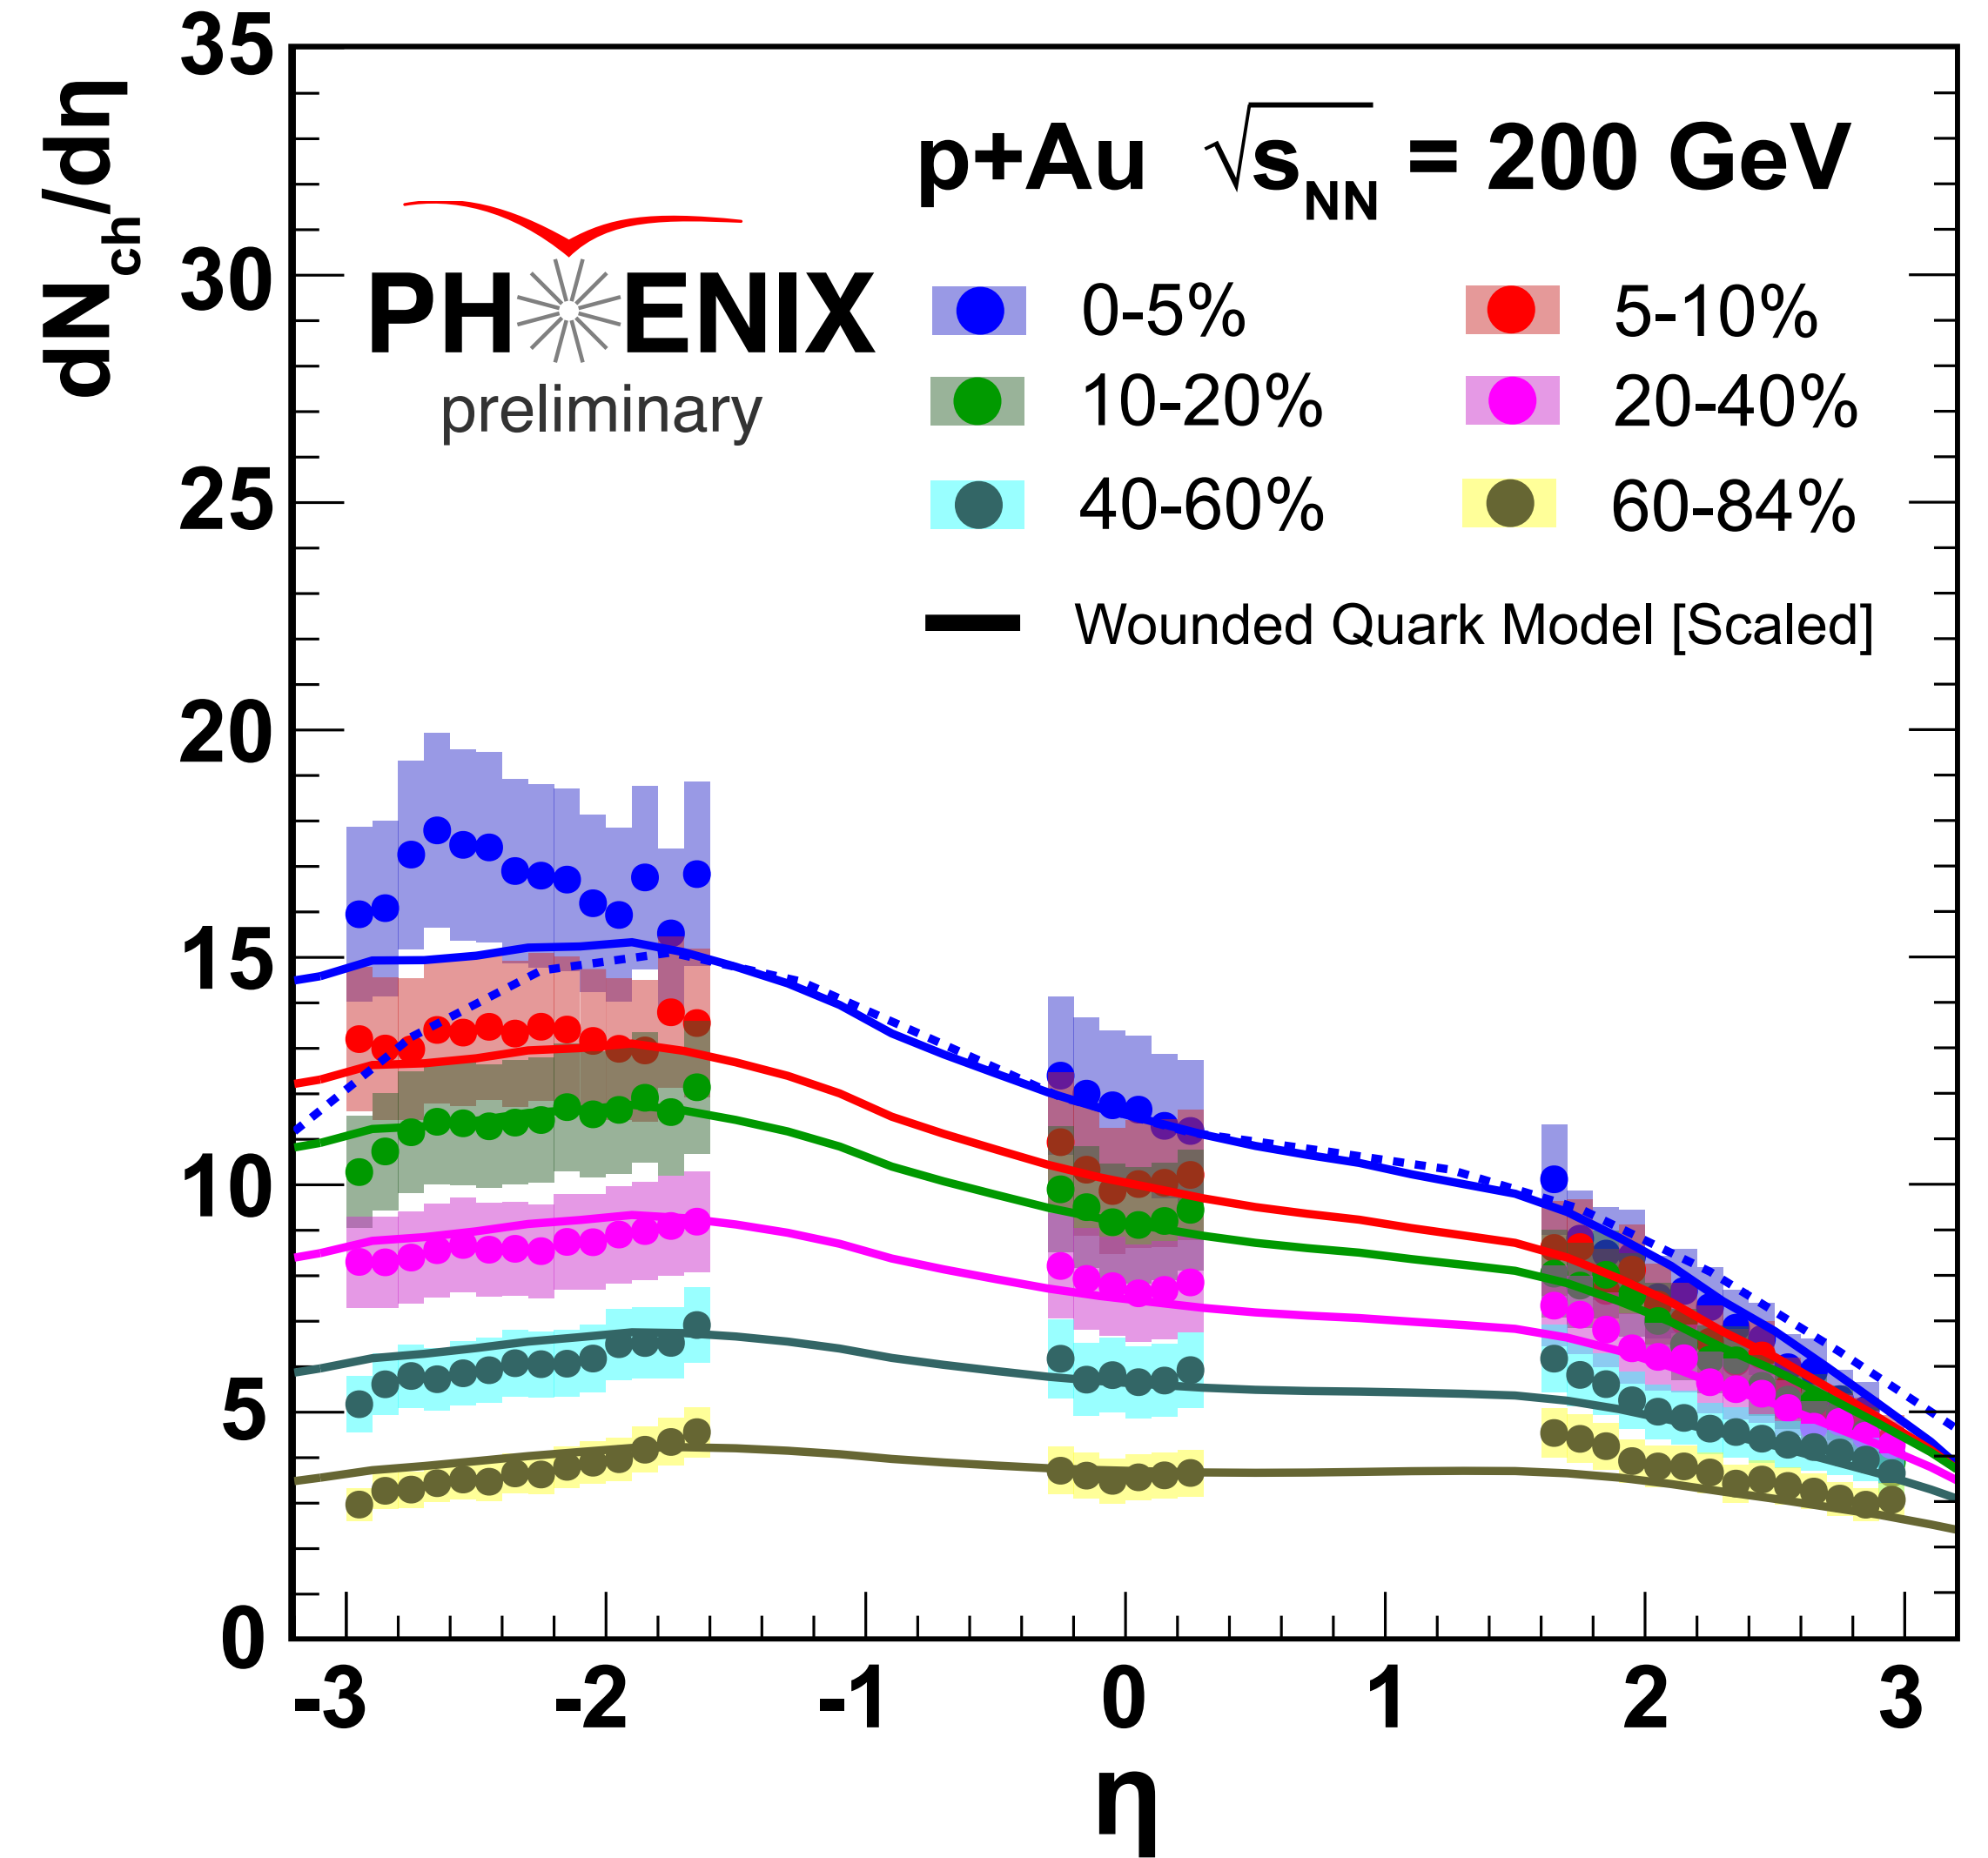 dNch/dη
35
30
25
20
15
10
5
0
p+Au √sNN = 200 GeV
PHENIX
preliminary
0-5% 5-10%
10-20% 20-40%
40-60% 60-84%
Wounded Quark Model [Scaled]
-3 -2 -1 0 1 2 3
η